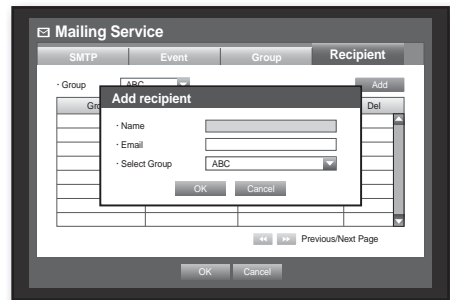 Mailing Service
SMTP Event Group Recipient
· Group ABC Add
Del
Add recipient
· Name
· Email
· Select Group ABC
OK Cancel
Previous/Next Page
OK Cancel